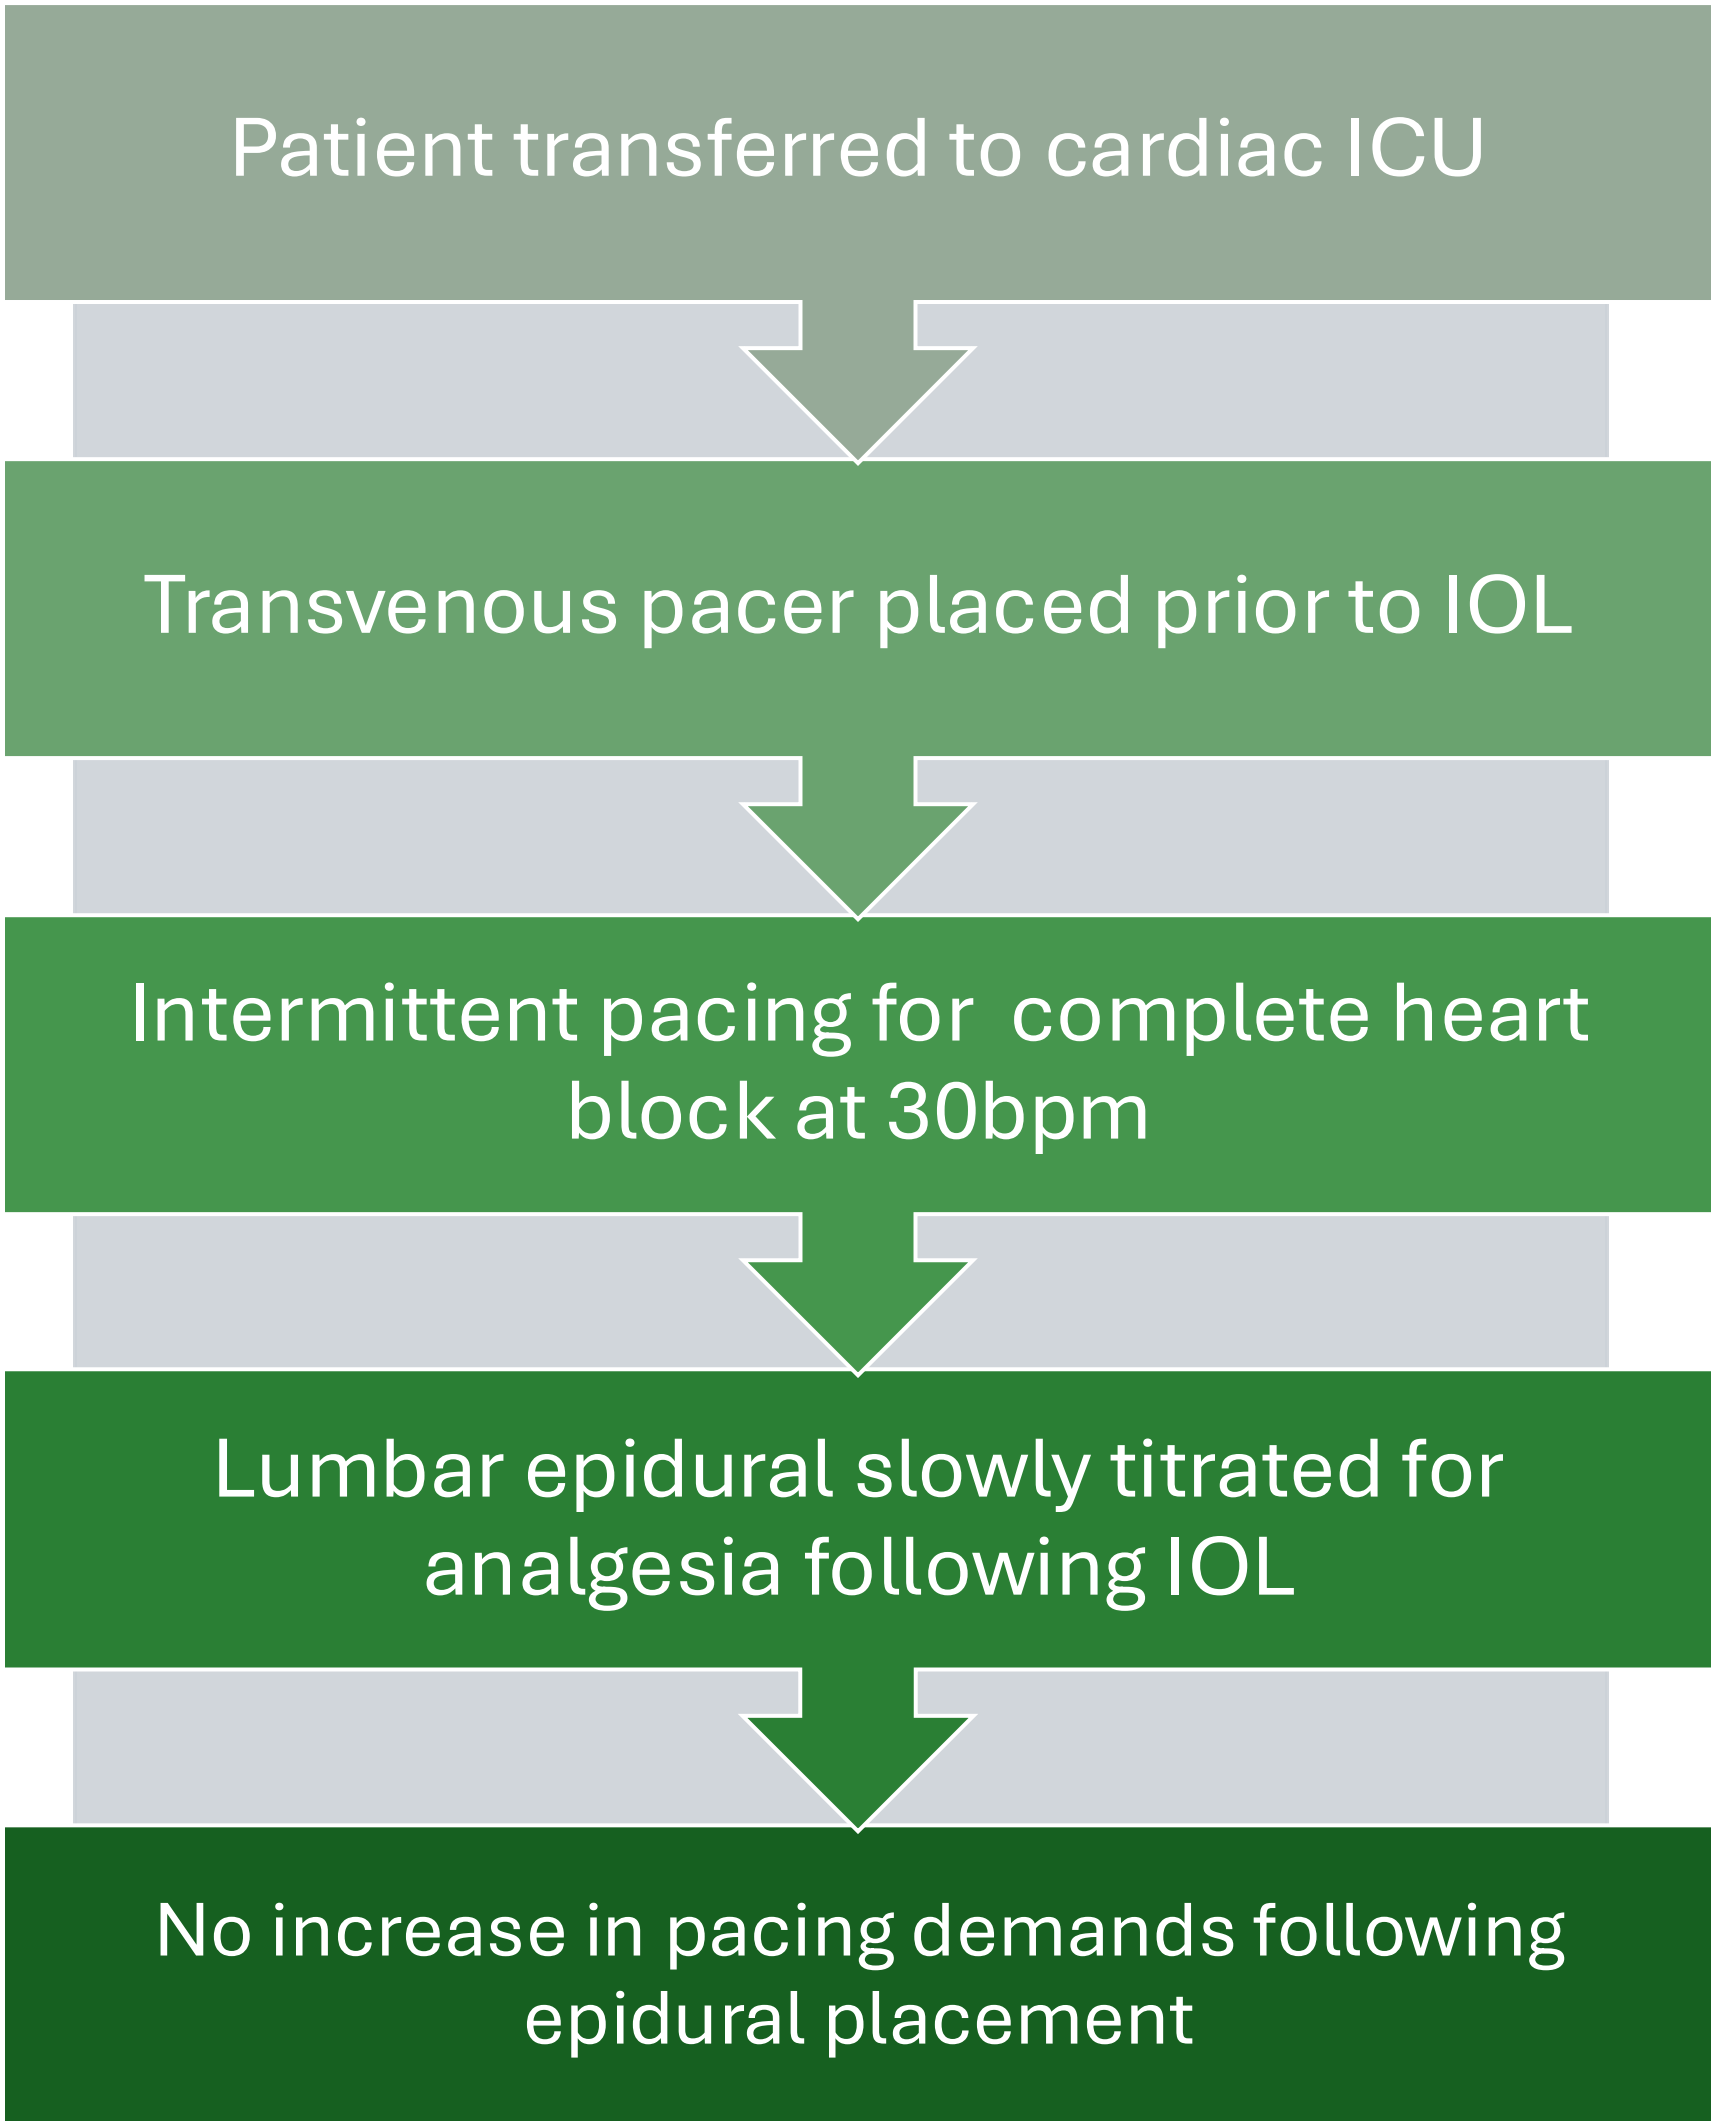 Patient transferred to cardiac ICU
Transvenous pacer placed prior to IOL
Intermittent pacing for  complete heart
block at 30bpm
Lumbar epidural slowly titrated for
analgesia following IOL
No increase in pacing demands following
epidural placement